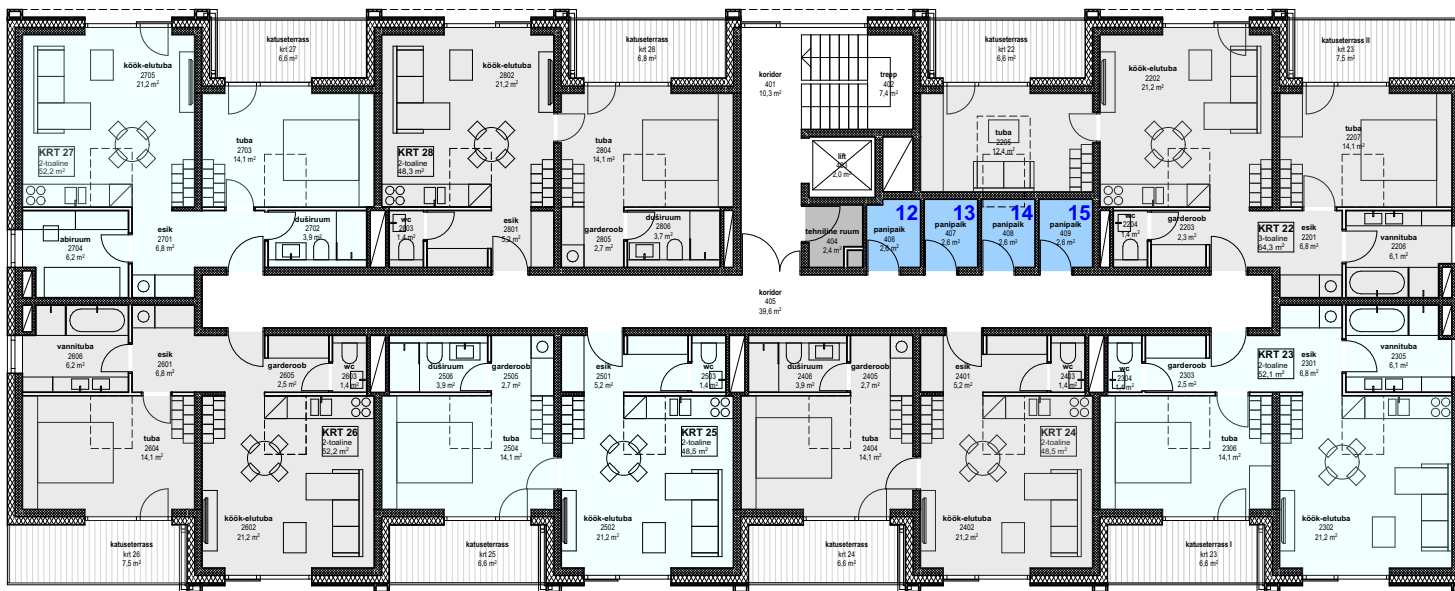 köök-elutuba
2705
21,2 m²
katuseterrass
krt 27
6,6 m²
köök-elutuba
2802
21,2 m²
katuseterrass
krt 28
6,8 m²
koridor
401
10,3 m²
trepp
402
7,4 m²
katuseterrass
krt 22
6,6 m²
köök-elutuba
2202
21,2 m²
katuseterrass II
krt 23
7,5 m²
KRT 27
2-toaline
52,2 m²
tuba
2703
14,1 m²
KRT 28
2-toaline
48,3 m²
tuba
2804
14,1 m²
lift
2,0 m²
tuba
2205
12,4 m²
tuba
2207
14,1 m²
abiruum
2704
6,2 m²
esik
2701
6,8 m²
duširuum
2702
3,9 m²
wc
2803
1,4 m²
esik
2801
5,2 m²
garderoob
2805
2,7 m²
duširuum
2806
3,7 m²
tehniline ruum
404
2,4 m²
12
panipaik
406
2,6 m²
13
panipaik
407
2,6 m²
14
panipaik
408
2,6 m²
15
panipaik
409
2,6 m²
wc
2204
1,4 m²
garderoob
2203
2,3 m²
KRT 22
3-toaline
64,3 m²
esik
2201
6,8 m²
vannituba
2206
6,1 m²
koridor
405
39,6 m²
vannituba
2606
6,2 m²
esik
2601
6,8 m²
garderoob
2605
2,5 m²
wc
2603
1,4 m²
duširuum
2506
3,9 m²
garderoob
2505
2,7 m²
esik
2501
5,2 m²
wc
2503
1,4 m²
duširuum
2406
3,9 m²
garderoob
2405
2,7 m²
esik
2401
5,2 m²
wc
2403
1,4 m²
wc
2304
1,4 m²
garderoob
2303
2,5 m²
KRT 23
2-toaline
52,1 m²
esik
2301
6,8 m²
vannituba
2305
6,1 m²
tuba
2604
14,1 m²
KRT 26
2-toaline
52,2 m²
tuba
2504
14,1 m²
KRT 25
2-toaline
48,5 m²
tuba
2404
14,1 m²
KRT 24
2-toaline
48,5 m²
tuba
2306
14,1 m²
köök-elutuba
2602
21,2 m²
köök-elutuba
2502
21,2 m²
köök-elutuba
2402
21,2 m²
köök-elutuba
2302
21,2 m²
katuseterrass
krt 26
7,5 m²
katuseterrass
krt 25
6,6 m²
katuseterrass
krt 24
6,6 m²
katuseterrass I
krt 23
6,6 m²